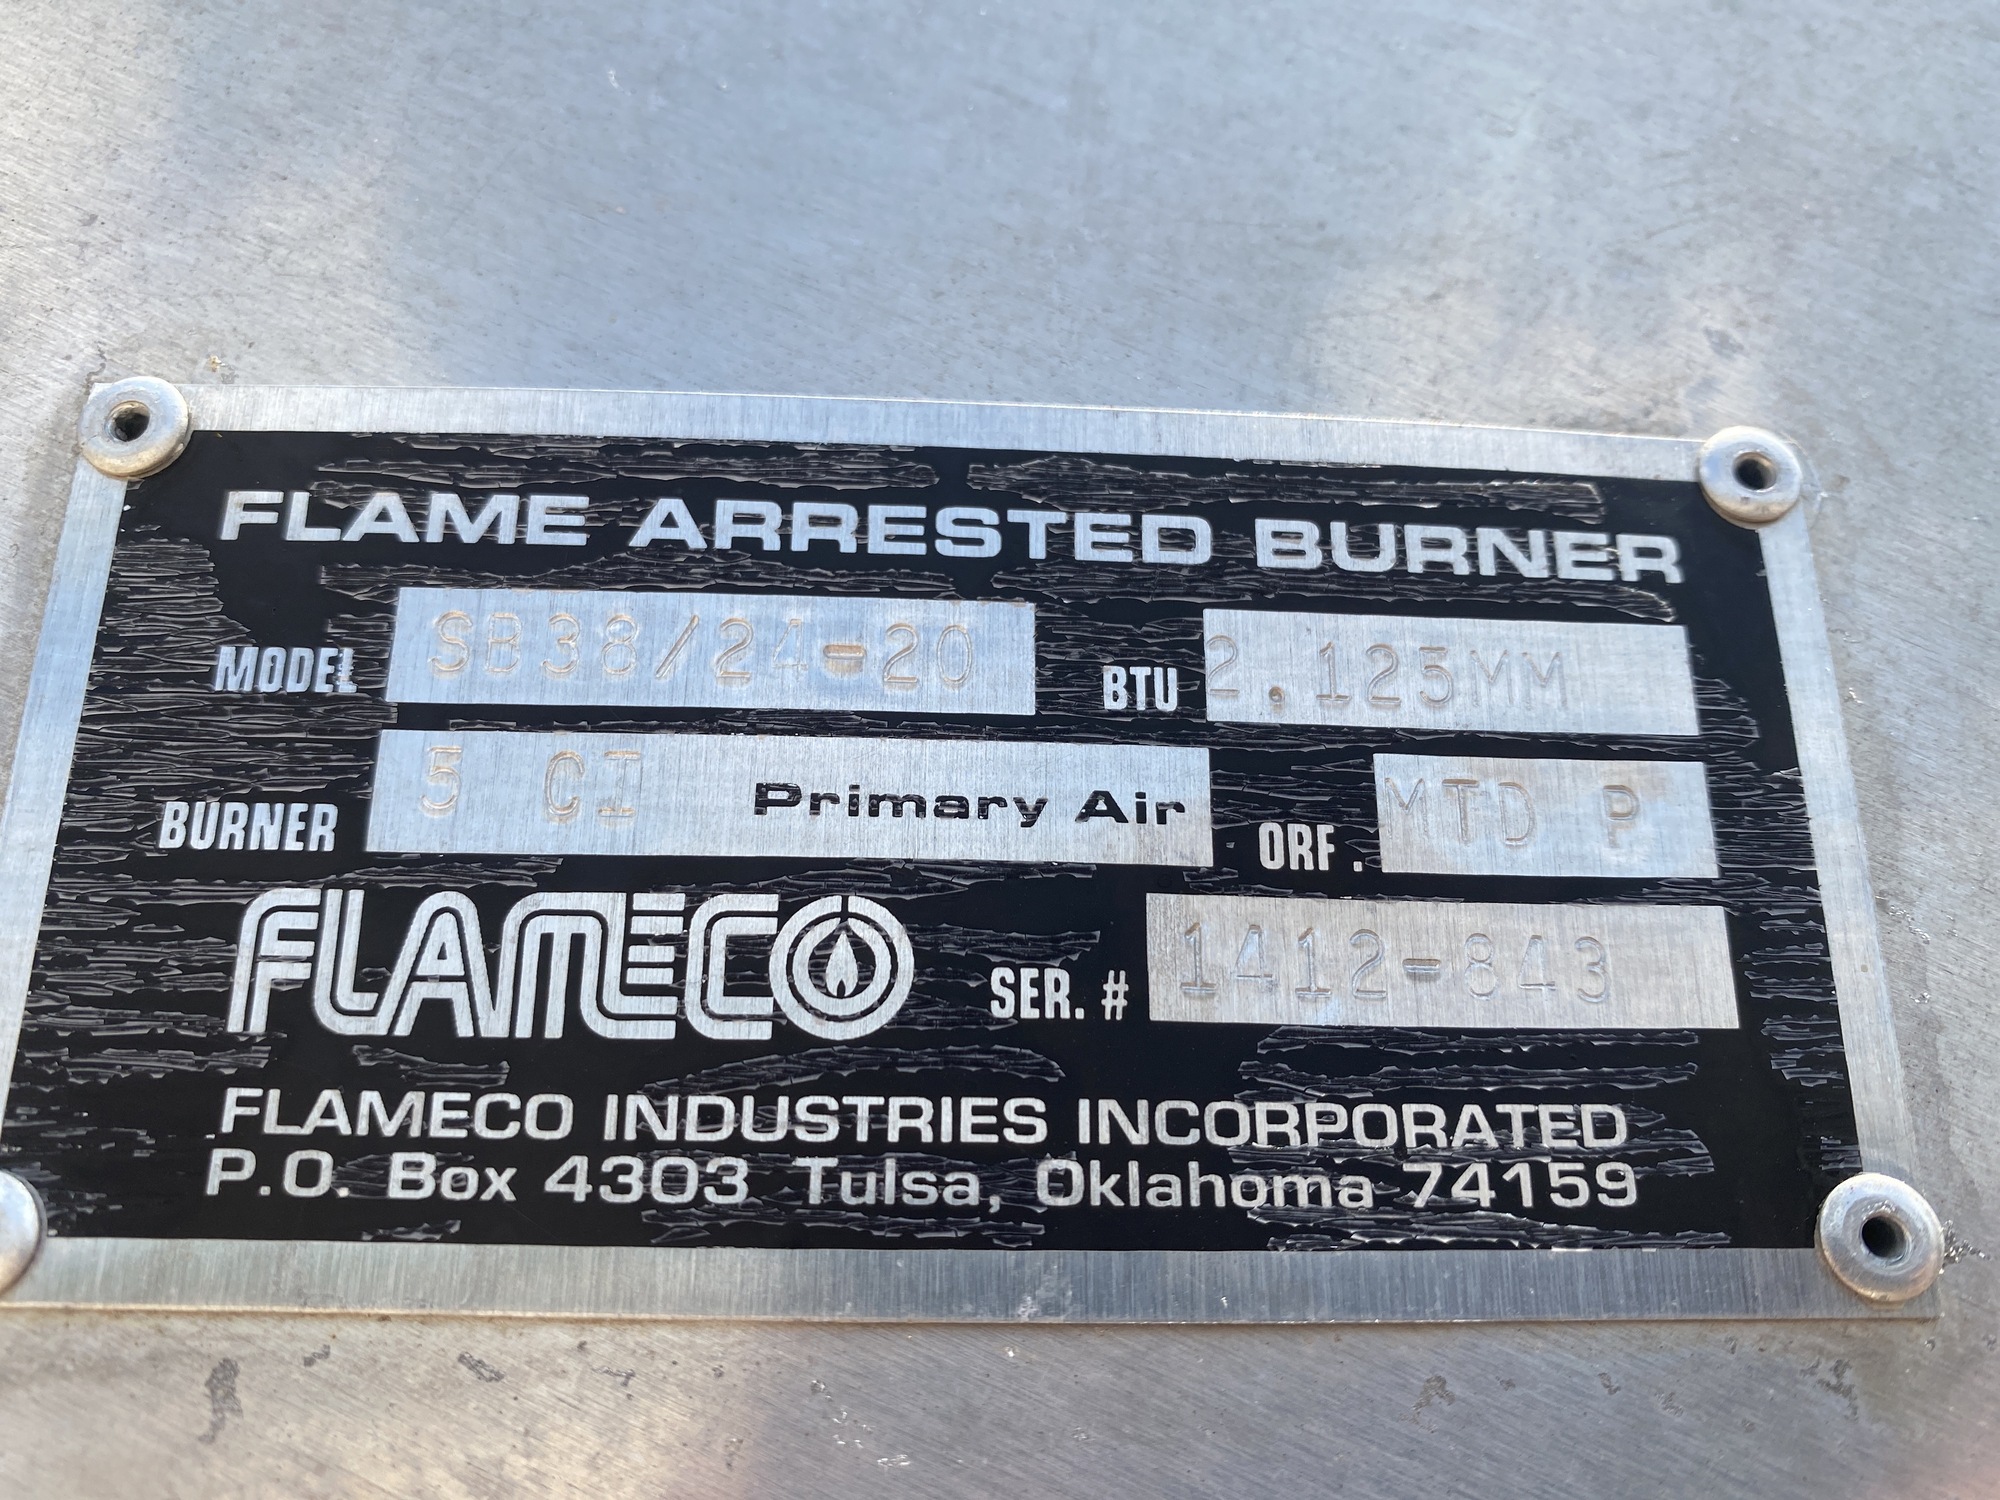 FLAME ARRESTED BURNER
MODEL SB38/24-20 BTU 2.125MM
BURNER 5 CI Primary Air ORF. MTD P
FLAMECO SER. # 1412-843
FLAMECO INDUSTRIES INCORPORATED
P.O. Box 4303 Tulsa, Oklahoma 74159